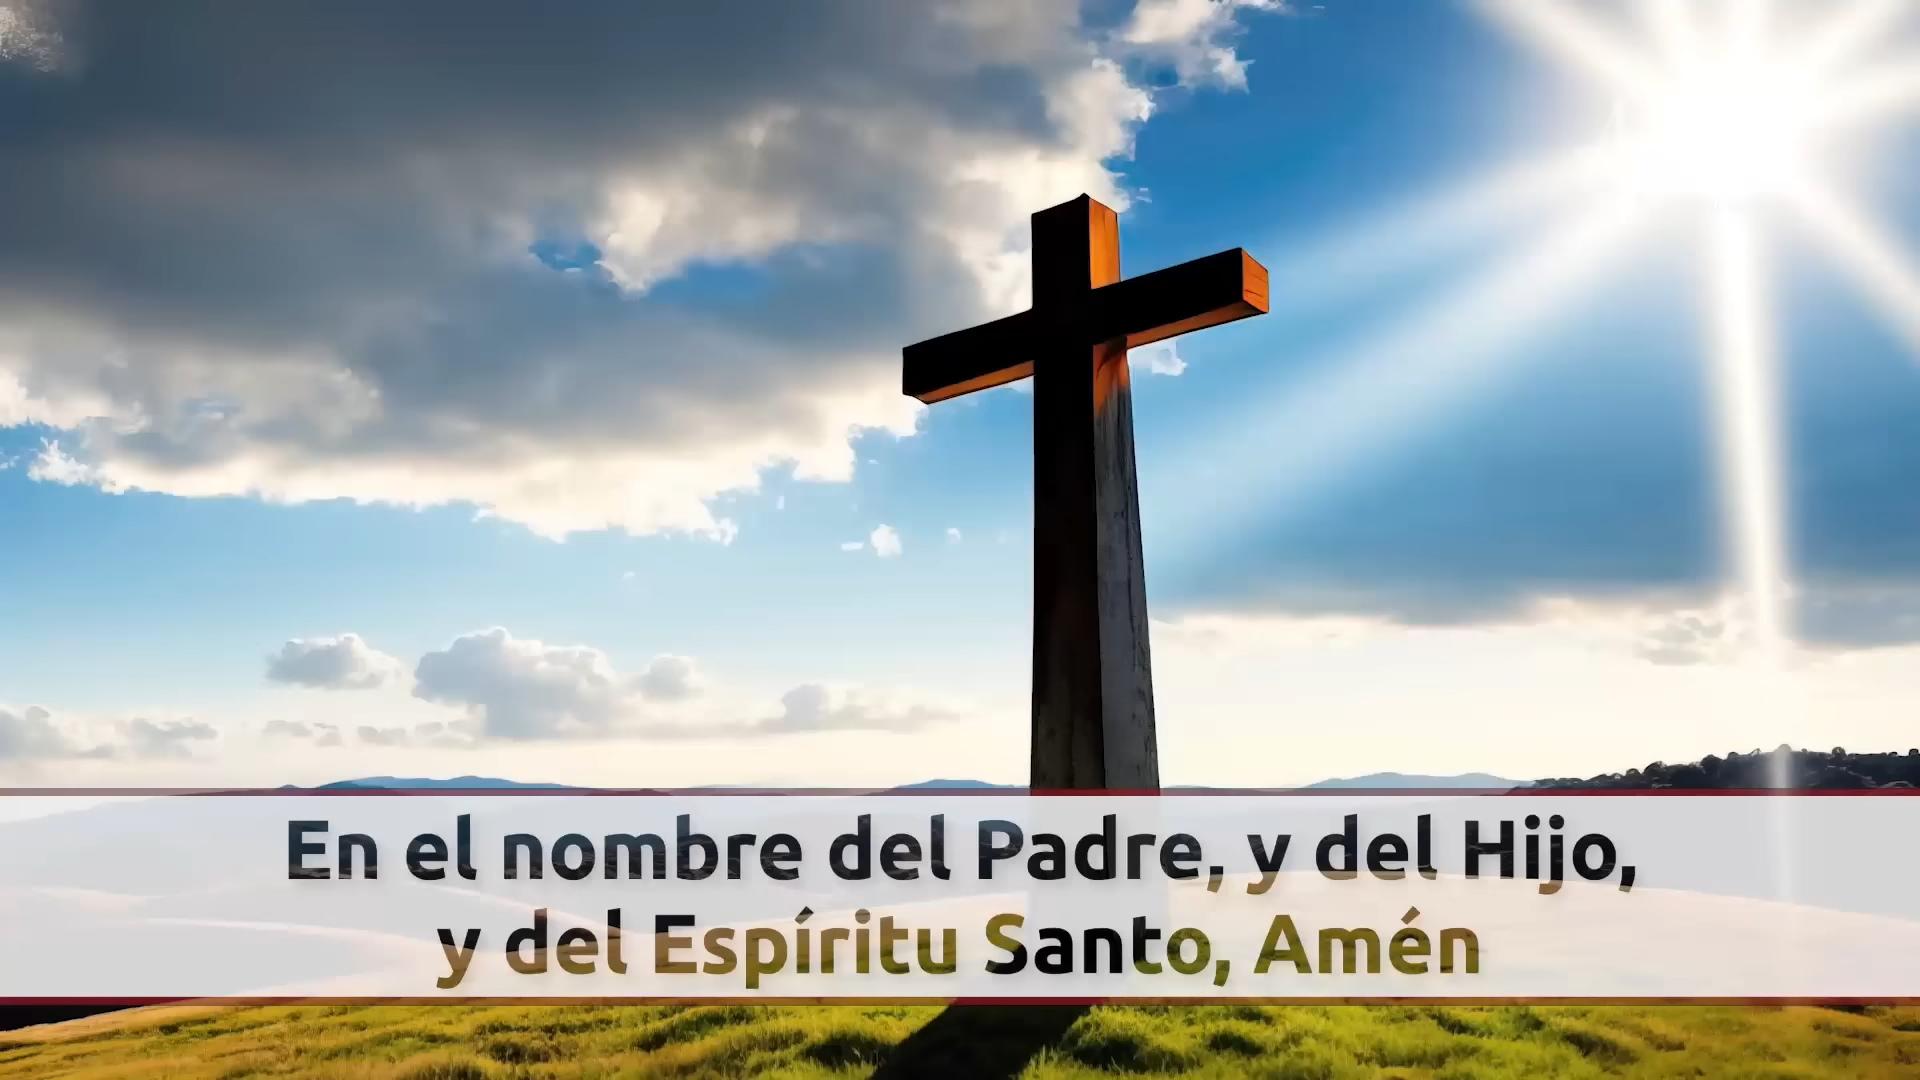 En el nombre del Padre, y del Hijo,
y del Espíritu Santo, Amén